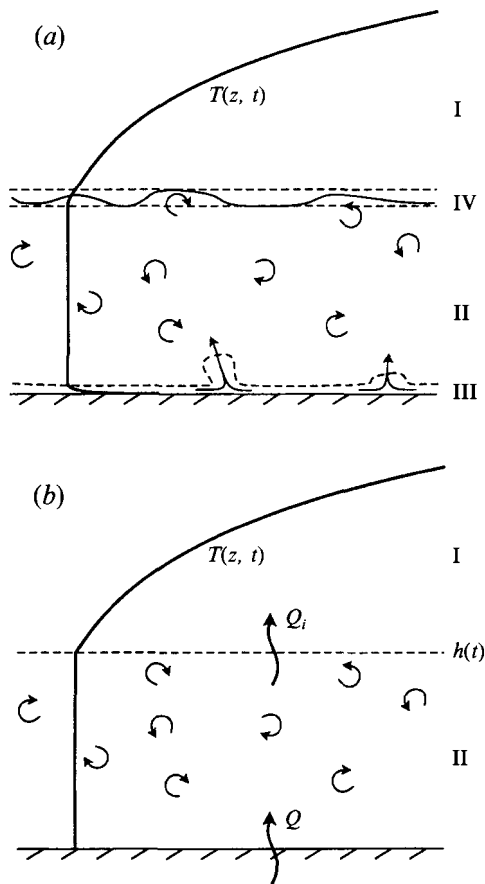 (a)
T(z, t)
I
IV
II
III
(b)
T(z, t)
I
Q_i
h(t)
II
Q